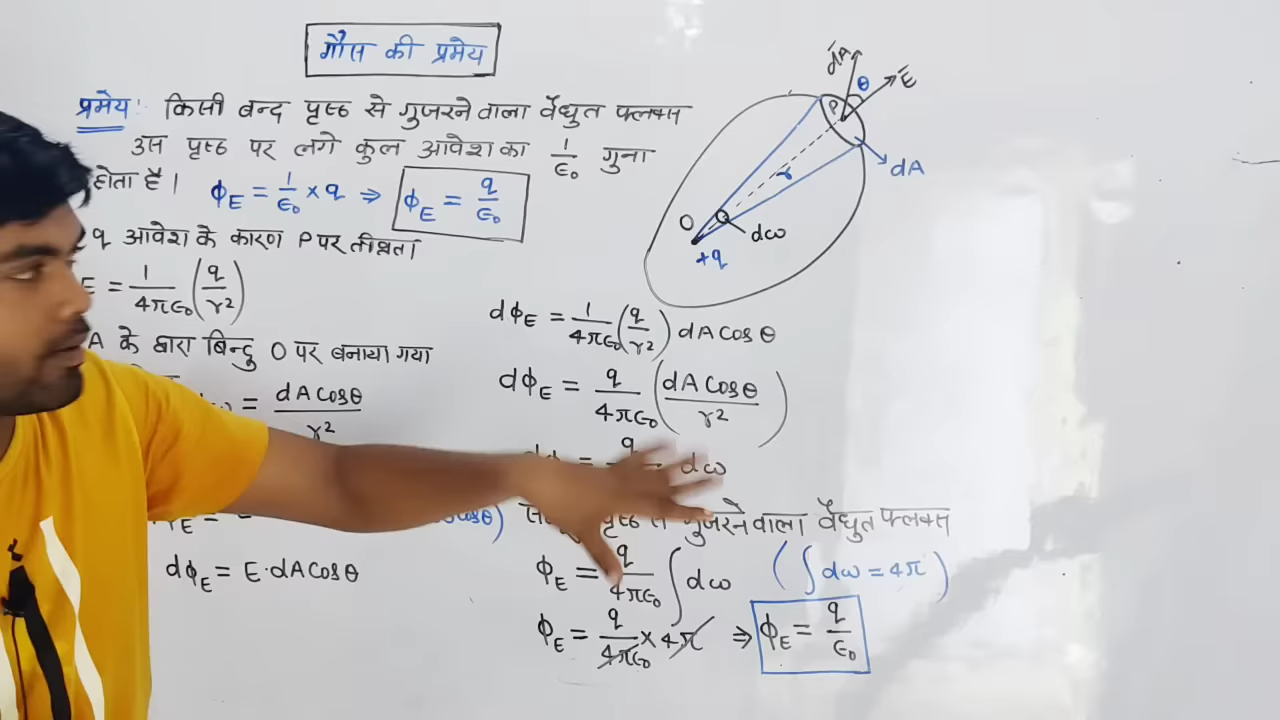 गौस की प्रमेय
प्रमेय: किसी बन्द पृष्ठ से गुजरने वाला वैधुत फ्लक्स
उस पृष्ठ पर लगे कुल आवेश का 1/ε₀ गुना
होता है। ϕE = 1/ε₀ × q ⇒ ϕE = q/ε₀
q आवेश के कारण P पर तीव्रता
E = 1/4πε₀ (q/r²)
A के द्वारा बिन्दु O पर बनाया गया
= dA Cosθ/r²
dϕE = E·dA Cosθ
dA
θ
E
P
r
dA
O
dω
+q
dϕE = 1/4πε₀ (q/r²) dA Cosθ
dϕE = q/4πε₀ (dA Cosθ/r²)
dω
पृष्ठ से गुजरने वाला वैधुत फ्लक्स
ϕE = q/4πε₀ ∫dω (∫dω = 4π)
ϕE = q/4πε₀ × 4π ⇒ ϕE = q/ε₀